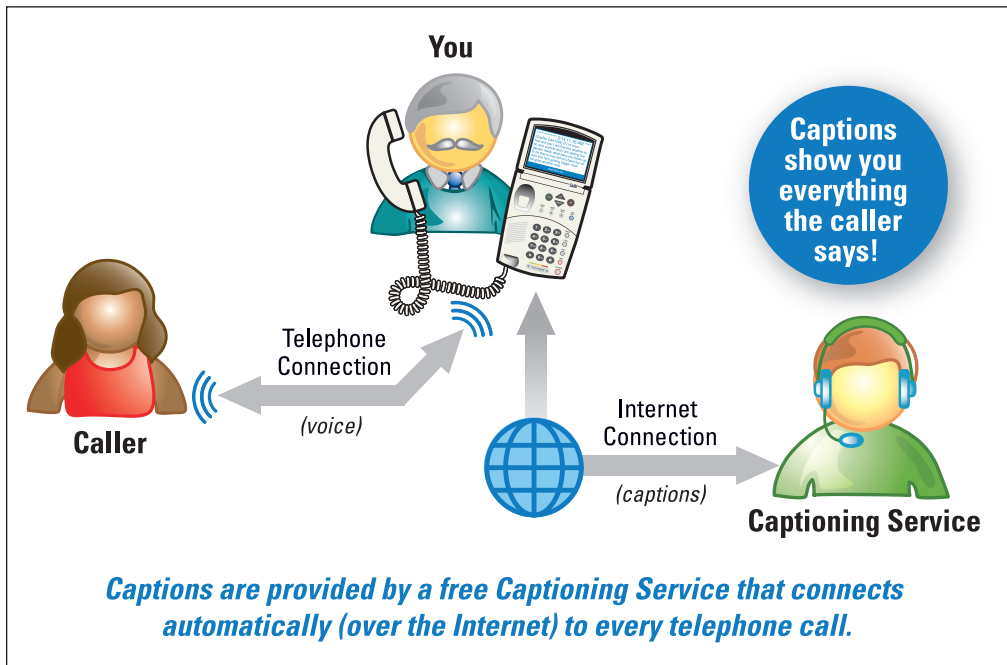 You
Captions
show you
everything
the caller
says!
Telephone
Connection
(voice)
Caller
Internet
Connection
(captions)
Captioning Service
Captions are provided by a free Captioning Service that connects
automatically (over the Internet) to every telephone call.